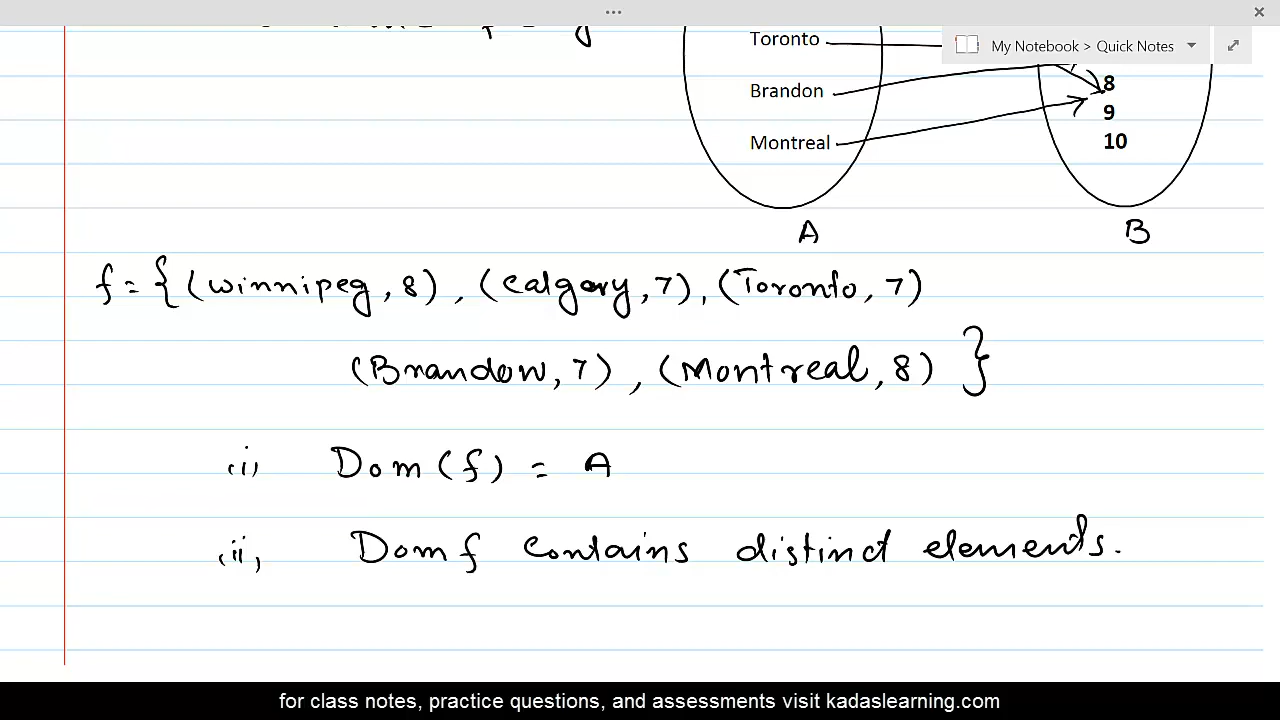 Toronto
My Notebook > Quick Notes
Brandon
8
9
Montreal
10
A
B
f = { (Winnipeg, 8), (Calgary, 7), (Toronto, 7)
(Brandon, 7), (Montreal, 8) }
(i) Dom(f) = A
(ii) Dom f contains distinct elements.
for class notes, practice questions, and assessments visit kadaslearning.com